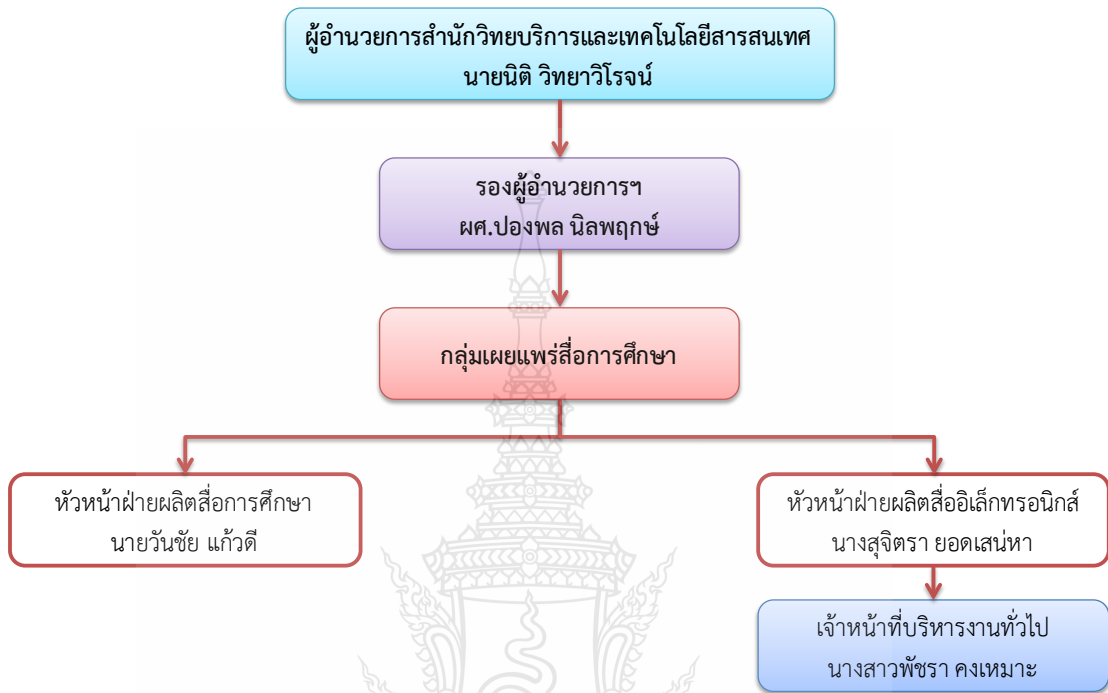 ผู้อำนวยการสำนักวิทยบริการและเทคโนโลยีสารสนเทศ
นายนิติ วิทยาวิโรจน์
รองผู้อำนวยการฯ
ผศ.ปองพล นิลพฤกษ์
กลุ่มเผยแพร่สื่อการศึกษา
หัวหน้าฝ่ายผลิตสื่อการศึกษา
นายวันชัย แก้วดี
หัวหน้าฝ่ายผลิตสื่ออิเล็กทรอนิกส์
นางสุจิตรา ยอดเสน่หา
เจ้าหน้าที่บริหารงานทั่วไป
นางสาวพัชรา คงเหมาะ